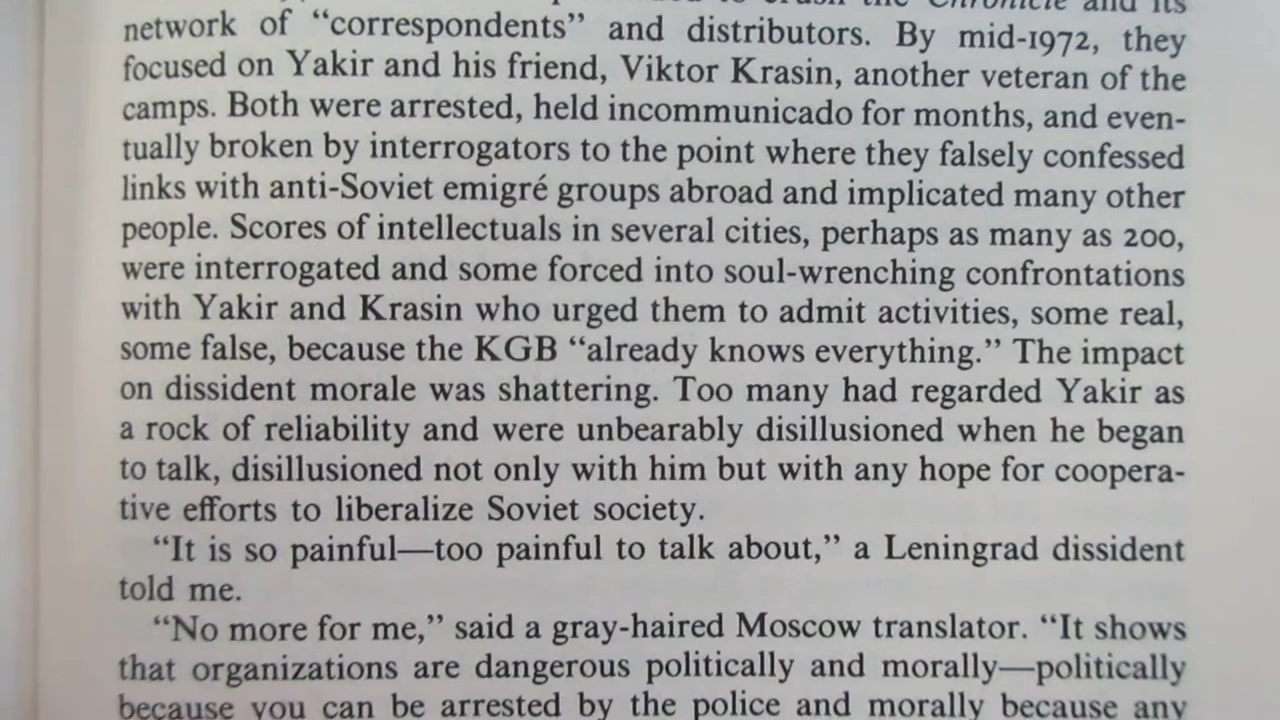 to crush the Chronicle and its
network of “correspondents” and distributors. By mid-1972, they
focused on Yakir and his friend, Viktor Krasin, another veteran of the
camps. Both were arrested, held incommunicado for months, and even-
tually broken by interrogators to the point where they falsely confessed
links with anti-Soviet emigré groups abroad and implicated many other
people. Scores of intellectuals in several cities, perhaps as many as 200,
were interrogated and some forced into soul-wrenching confrontations
with Yakir and Krasin who urged them to admit activities, some real,
some false, because the KGB “already knows everything.” The impact
on dissident morale was shattering. Too many had regarded Yakir as
a rock of reliability and were unbearably disillusioned when he began
to talk, disillusioned not only with him but with any hope for coopera-
tive efforts to liberalize Soviet society.
“It is so painful—too painful to talk about,” a Leningrad dissident
told me.
“No more for me,” said a gray-haired Moscow translator. “It shows
that organizations are dangerous politically and morally—politically
because you can be arrested by the police and morally because any